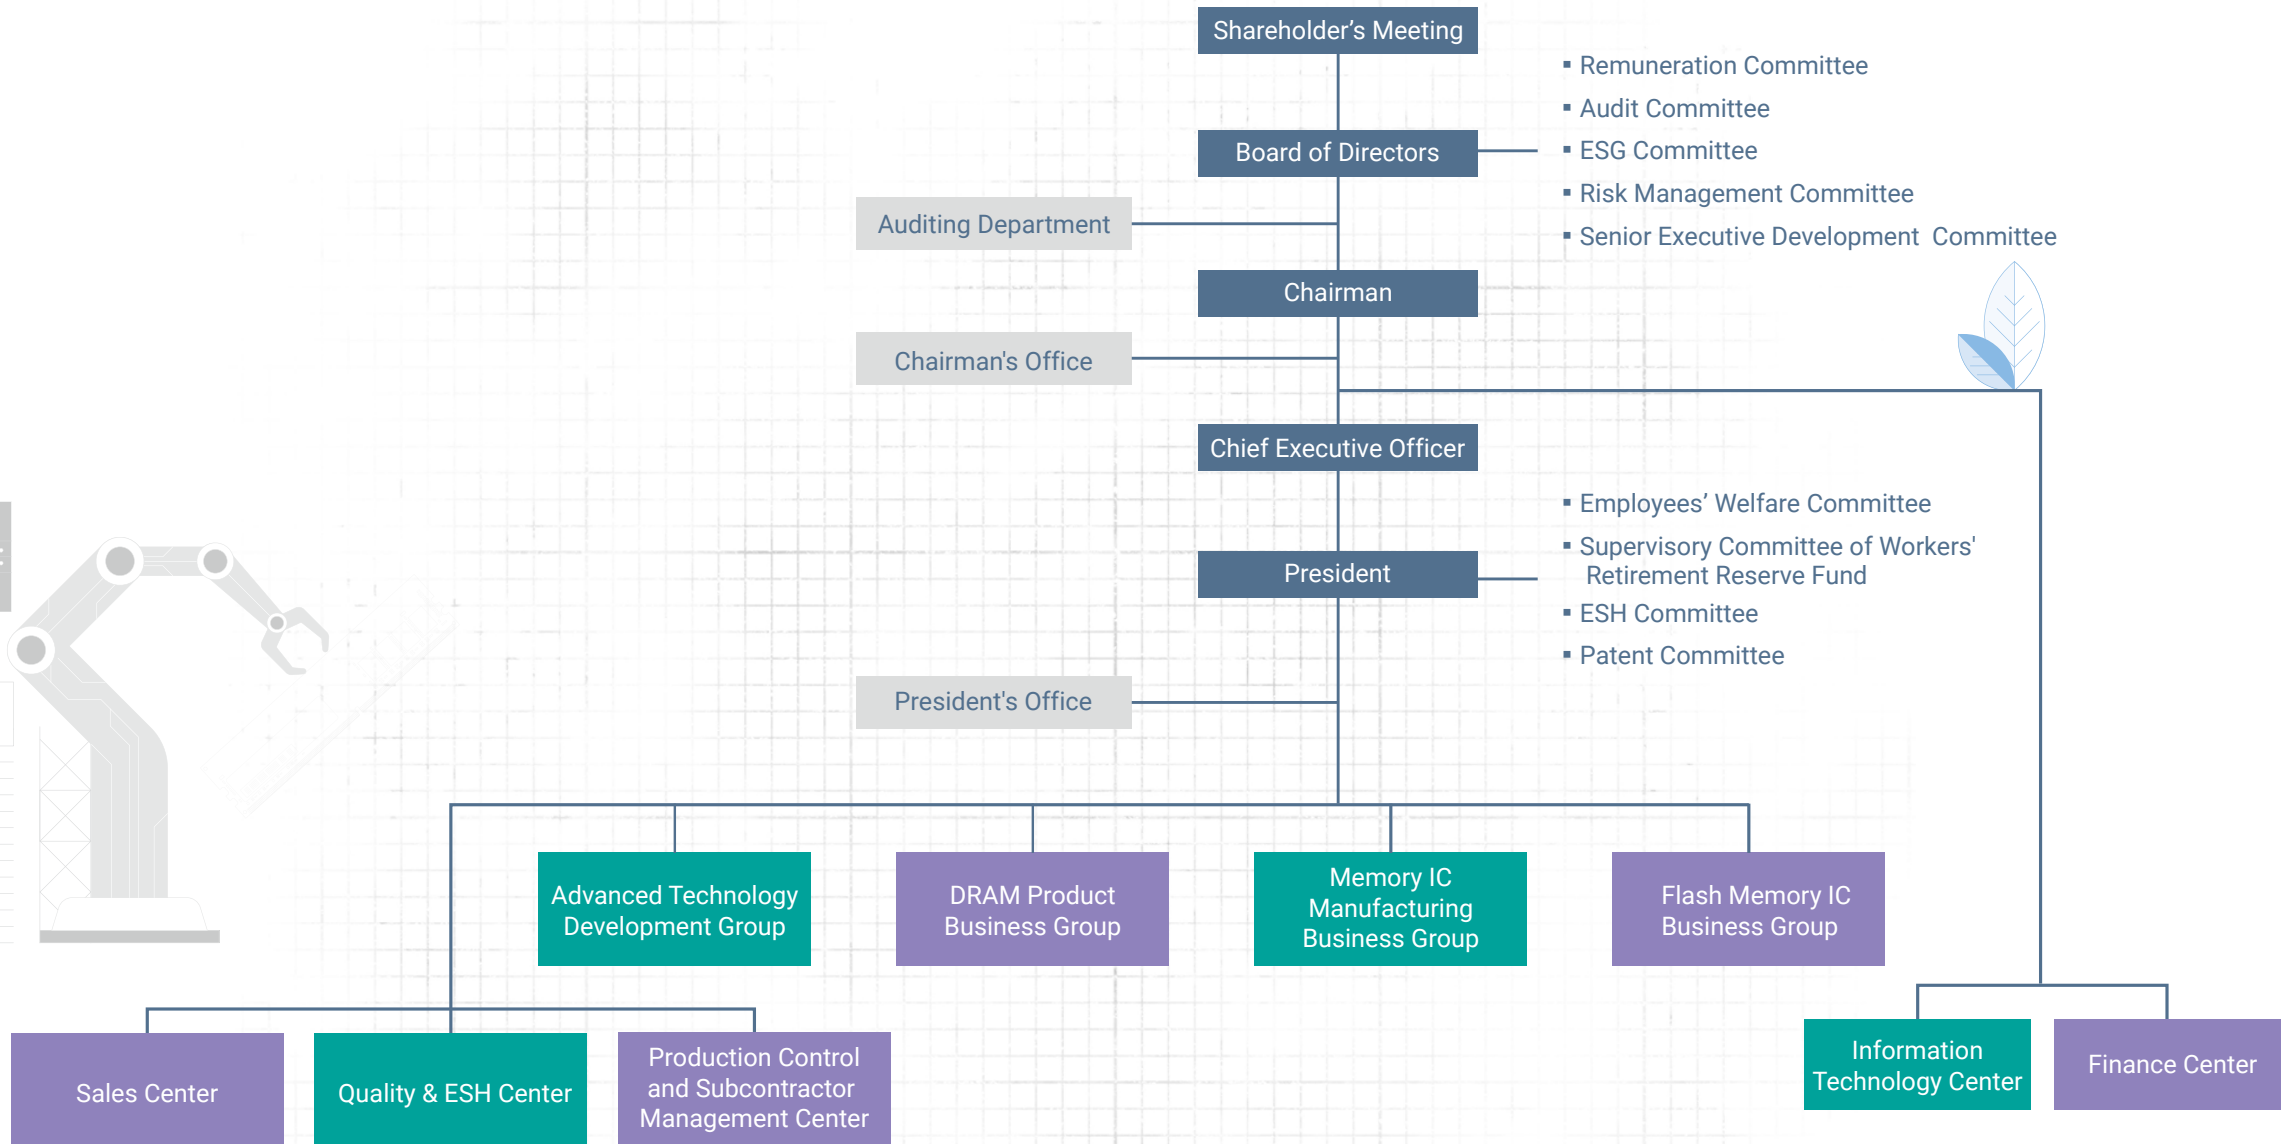 Shareholder’s Meeting
▪ Remuneration Committee
▪ Audit Committee
Board of Directors
▪ ESG Committee
▪ Risk Management Committee
Auditing Department
▪ Senior Executive Development Committee
Chairman
Chairman's Office
Chief Executive Officer
▪ Employees’ Welfare Committee
▪ Supervisory Committee of Workers'
Retirement Reserve Fund
President
▪ ESH Committee
▪ Patent Committee
President's Office
Advanced Technology
Development Group
DRAM Product
Business Group
Memory IC
Manufacturing
Business Group
Flash Memory IC
Business Group
Sales Center
Quality & ESH Center
Production Control
and Subcontractor
Management Center
Information
Technology Center
Finance Center